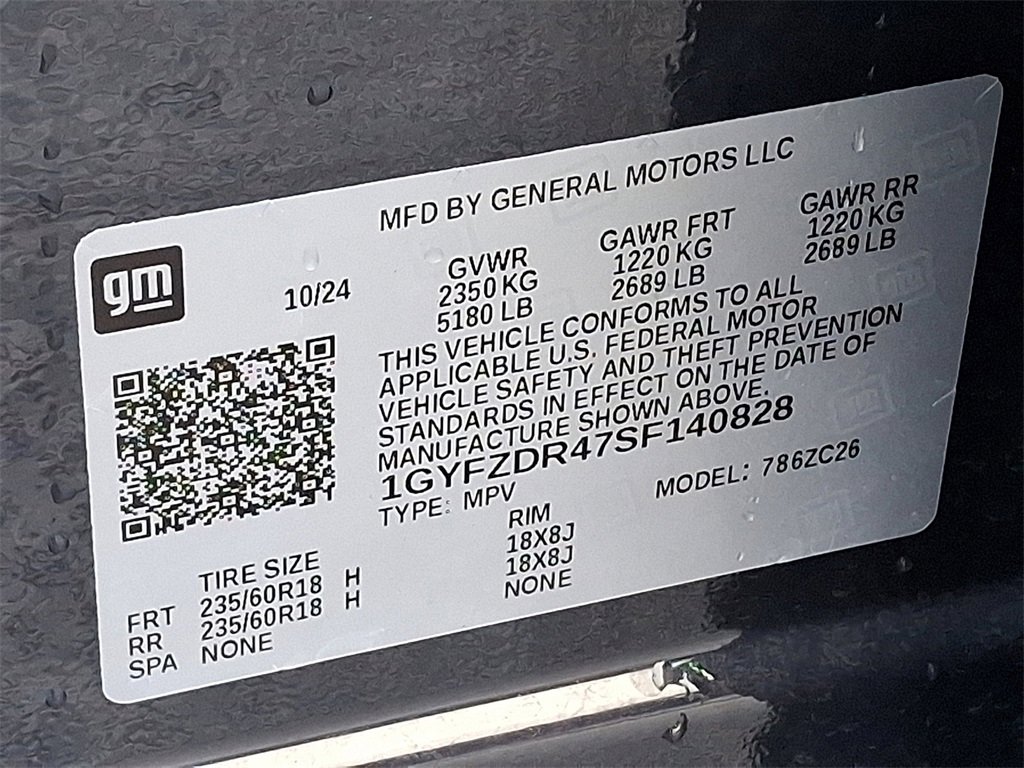 MFD BY GENERAL MOTORS LLC
gm
10/24
GVWR GAWR FRT GAWR RR
2350 KG 1220 KG 1220 KG
5180 LB 2689 LB 2689 LB
THIS VEHICLE CONFORMS TO ALL
APPLICABLE U.S. FEDERAL MOTOR
VEHICLE SAFETY AND THEFT PREVENTION
STANDARDS IN EFFECT ON THE DATE OF
MANUFACTURE SHOWN ABOVE.
1GYFZDR47SF140828
TYPE: MPV MODEL: 786ZC26
TIRE SIZE RIM
FRT 235/60R18 H 18X8J
RR 235/60R18 H 18X8J
SPA NONE NONE